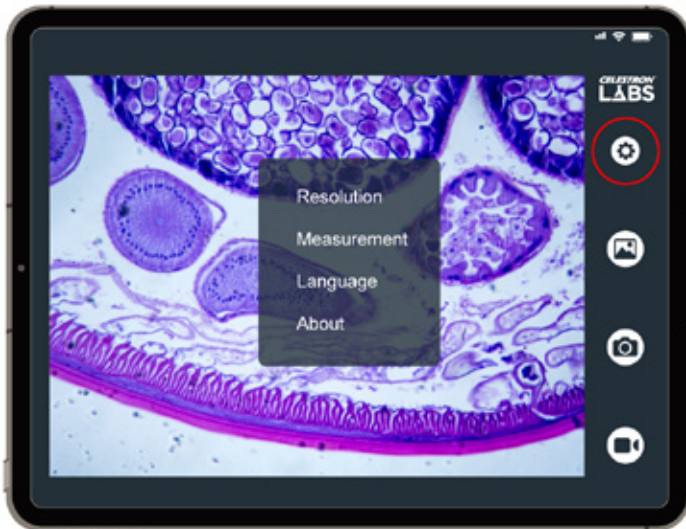 CELESTRON
LABS
Resolution
Measurement
Language
About